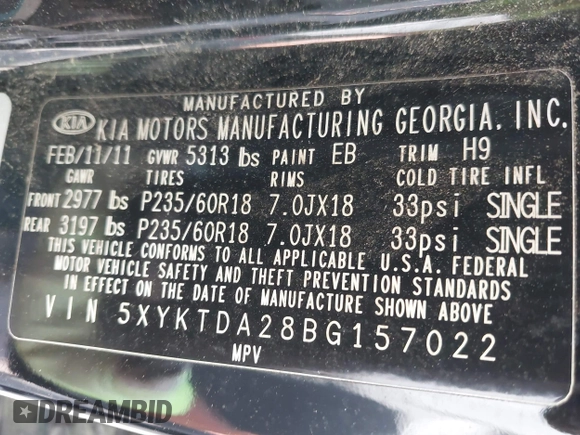 MANUFACTURED BY
KIA KIA MOTORS MANUFACTURING GEORGIA, INC.
FEB/11/11 GVWR 5313 lbs PAINT EB TRIM H9
GAWR TIRES RIMS COLD TIRE INFL
FRONT 2977 lbs P235/60R18 7.0JX18 33psi SINGLE
REAR 3197 lbs P235/60R18 7.0JX18 33psi SINGLE
THIS VEHICLE CONFORMS TO ALL APPLICABLE U.S.A. FEDERAL
MOTOR VEHICLE SAFETY AND THEFT PREVENTION STANDARDS
IN EFFECT ON THE DATE OF MANUFACTURE SHOWN ABOVE
VIN 5XYKTDA28BG157022
MPV
DREAMBID